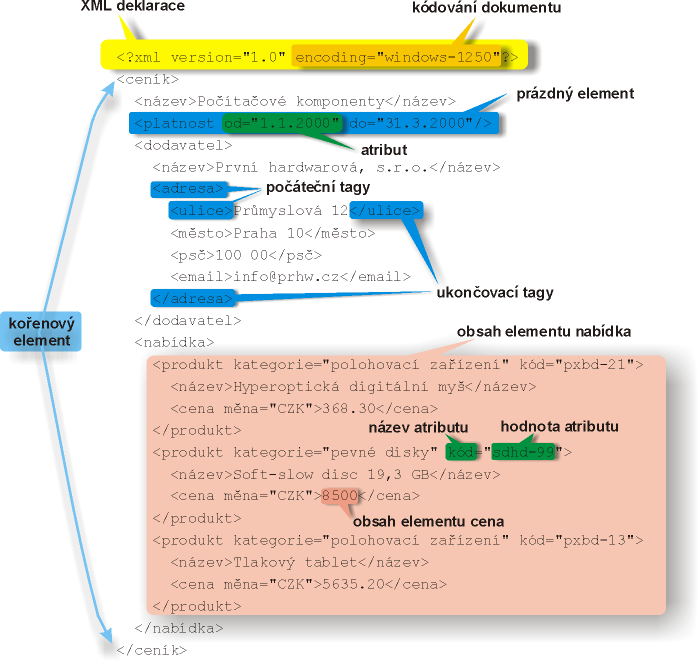 XML deklarace
kódování dokumentu
<?xml version="1.0" encoding="windows-1250"?>
<ceník>
<název>Počítačové komponenty</název>
prázdný element
<platnost od="1.1.2000" do="31.3.2000"/>
atribut
<dodavatel>
<název>První hardwarová, s.r.o.</název>
<adresa>
počáteční tagy
<ulice>Průmyslová 12</ulice>
<město>Praha 10</město>
<psč>100 00</psč>
<email>info@prhw.cz</email>
ukončovací tagy
</adresa>
kořenový
element
</dodavatel>
obsah elementu nabídka
<nabídka>
<produkt kategorie="polohovací zařízení" kód="pxbd-21">
<název>Hyperoptická digitální myš</název>
<cena měna="CZK">368.30</cena>
</produkt>
název atributu
hodnota atributu
<produkt kategorie="pevné disky" kód="sdhd-99">
<název>Soft-slow disc 19,3 GB</název>
<cena měna="CZK">8500</cena>
</produkt>
obsah elementu cena
<produkt kategorie="polohovací zařízení" kód="pxbd-13">
<název>Tlakový tablet</název>
<cena měna="CZK">5635.20</cena>
</produkt>
</nabídka>
</ceník>